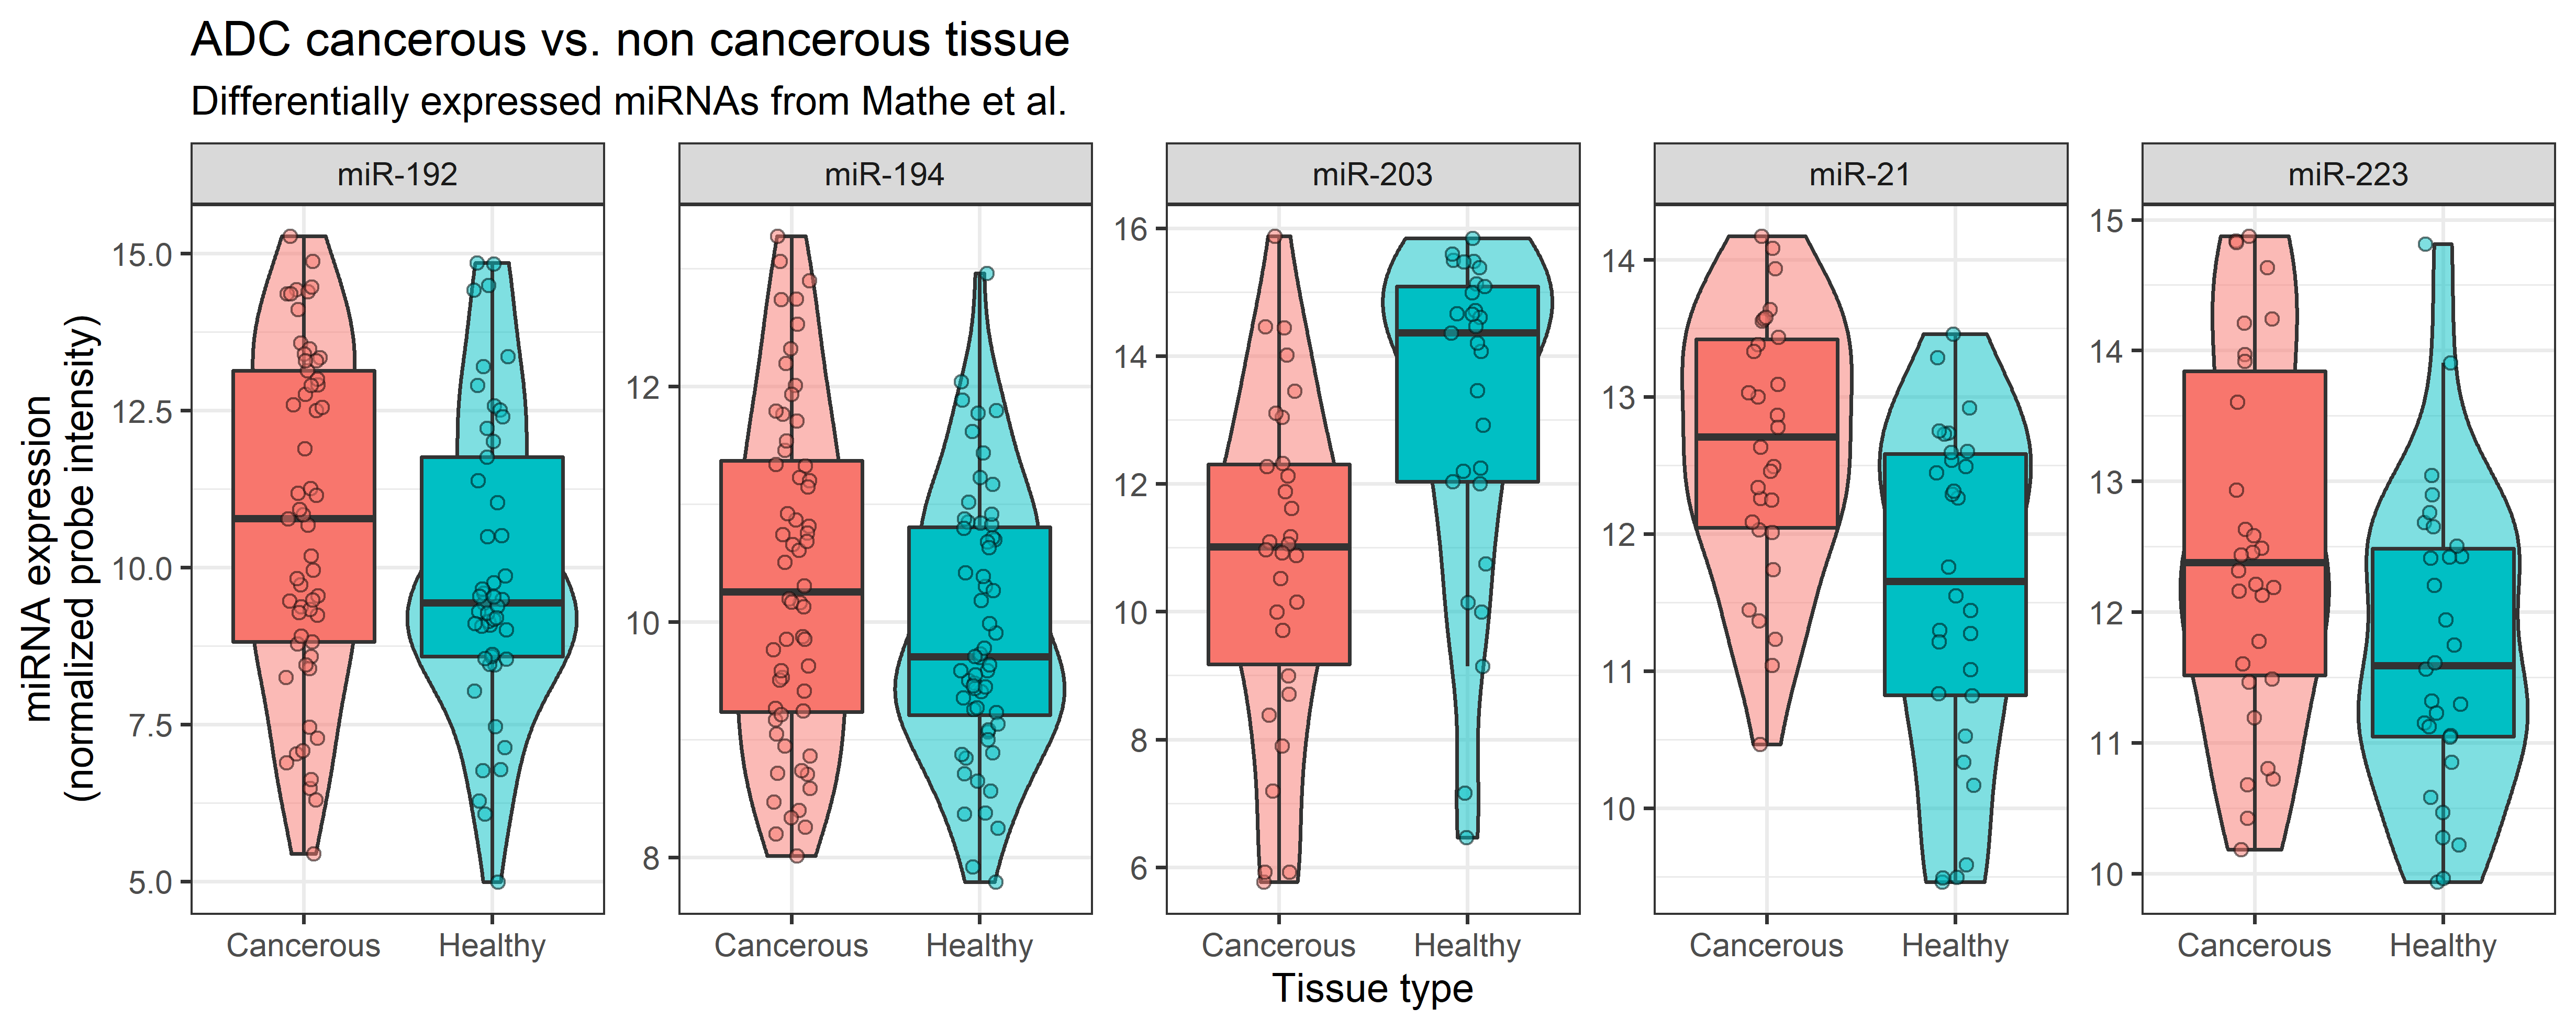 ADC cancerous vs. non cancerous tissue
Differentially expressed miRNAs from Mathe et al.
miR-192
miR-194
miR-203
miR-21
miR-223
miRNA expression
(normalized probe intensity)
15.0
12.5
10.0
7.5
5.0
12
10
8
16
14
12
10
8
6
14
13
12
11
10
15
14
13
12
11
10
Cancerous Healthy
Cancerous Healthy
Cancerous Healthy
Cancerous Healthy
Cancerous Healthy
Tissue type